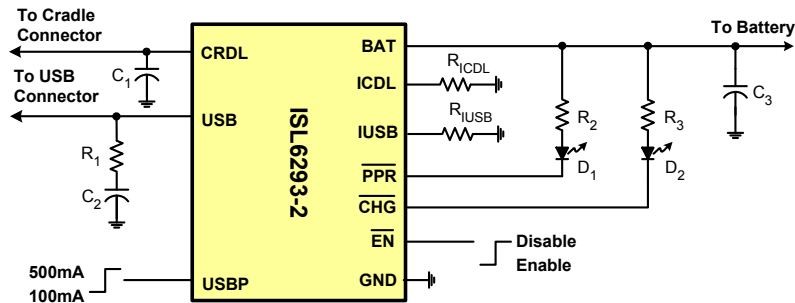 To Cradle
Connector
To USB
Connector
C1
R1
C2
500mA
100mA
CRDL
USB
USBP
ISL6293-2
BAT
ICDL
IUSB
PPR
CHG
EN
GND
RICDL
RIUSB
R2
D1
R3
D2
To Battery
C3
Disable
Enable